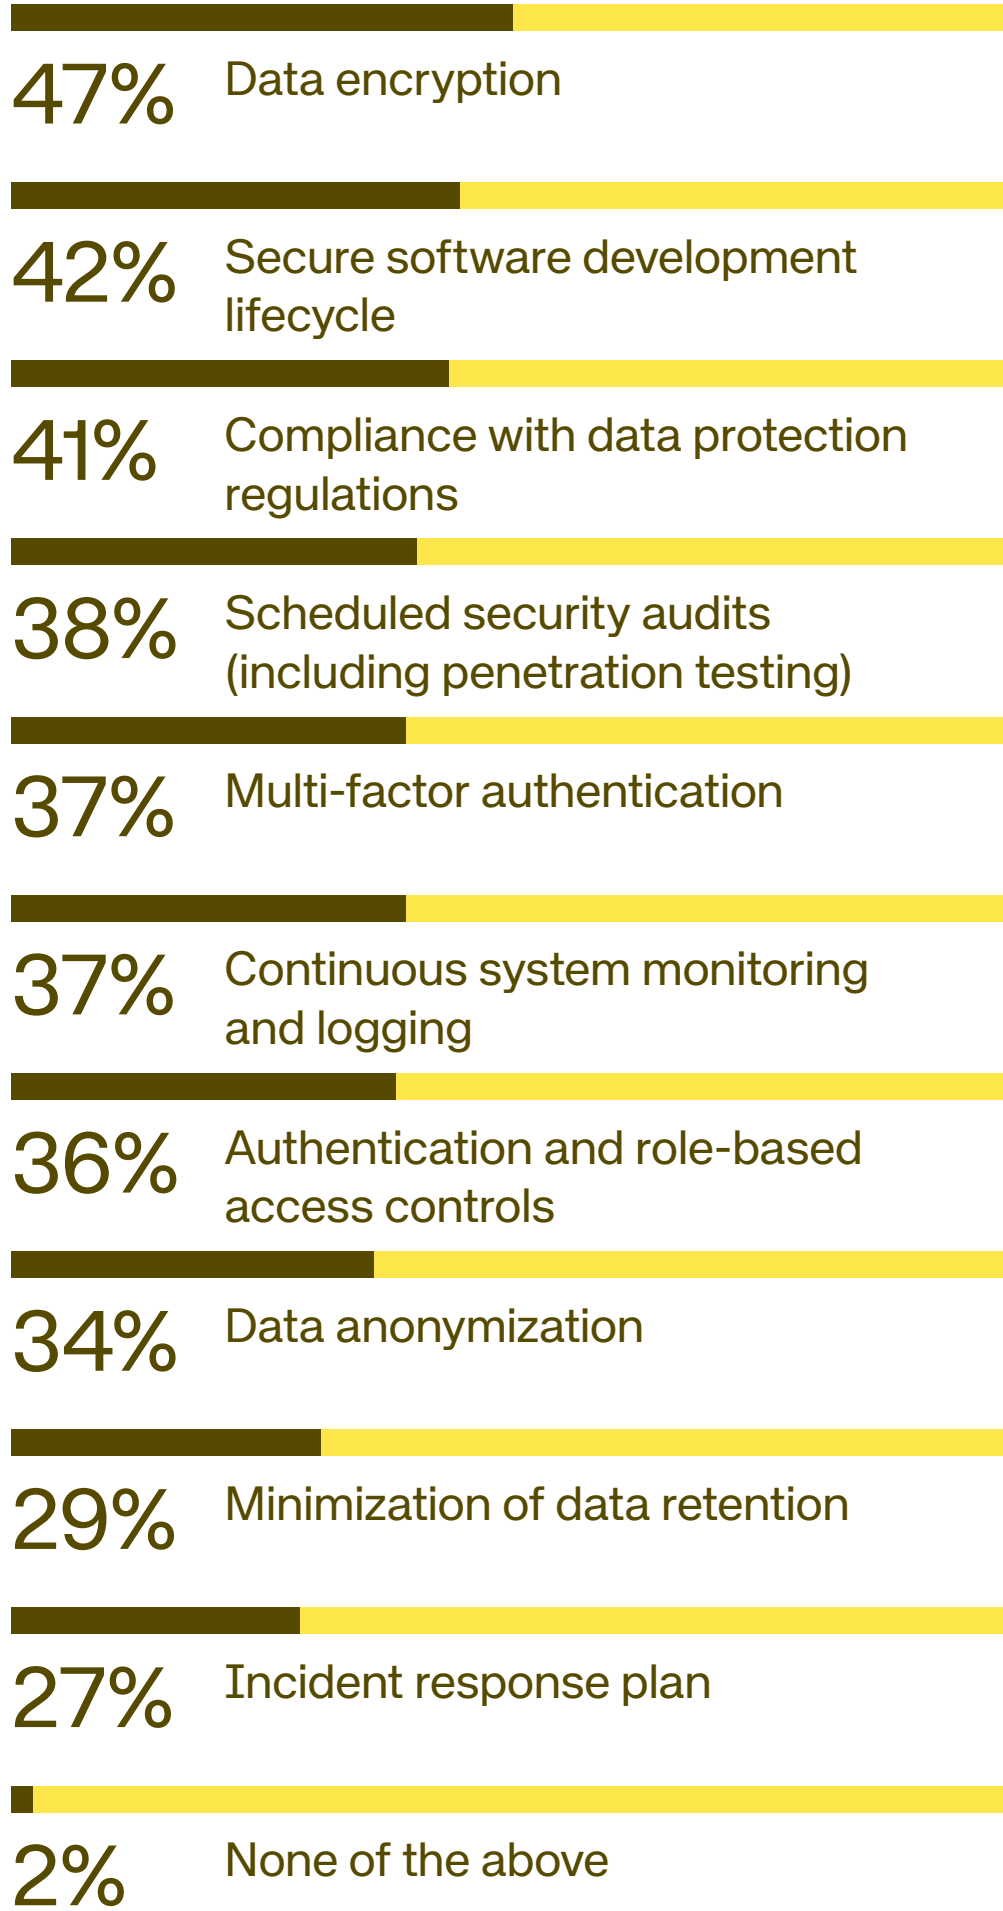 47% Data encryption
42% Secure software development
lifecycle
41% Compliance with data protection
regulations
38% Scheduled security audits
(including penetration testing)
37% Multi-factor authentication
37% Continuous system monitoring
and logging
36% Authentication and role-based
access controls
34% Data anonymization
29% Minimization of data retention
27% Incident response plan
2% None of the above